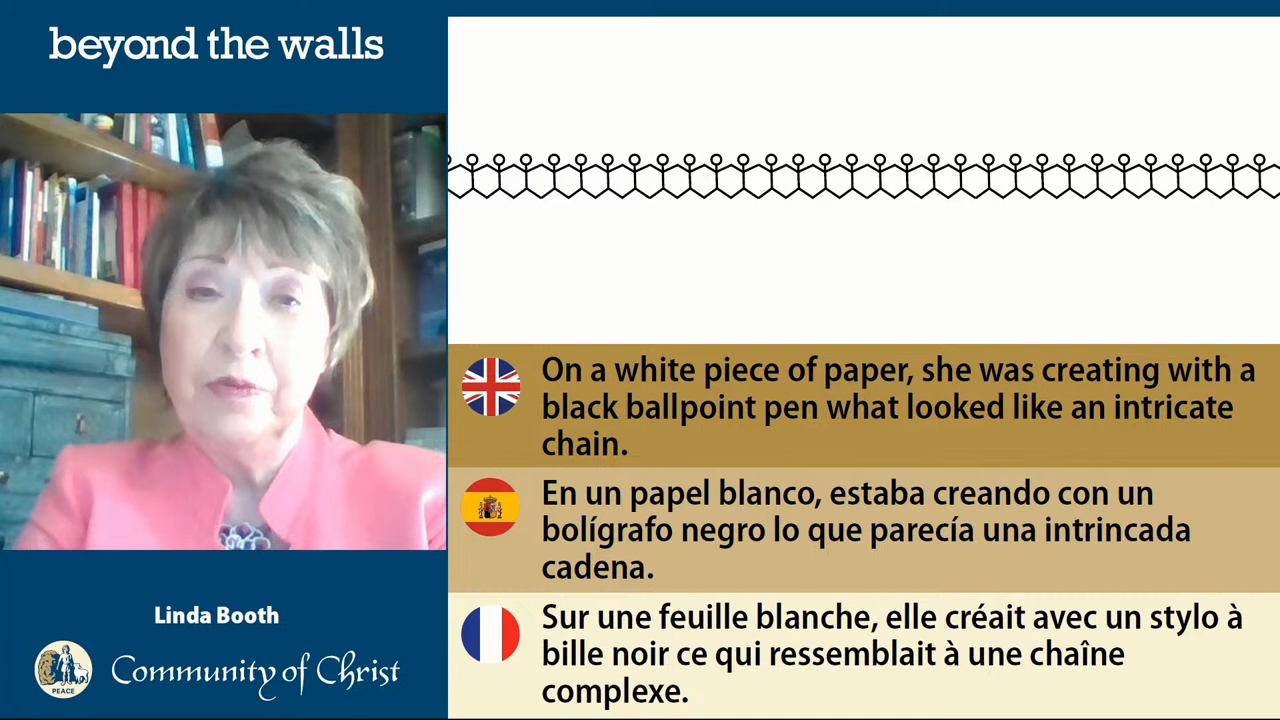 beyond the walls
On a white piece of paper, she was creating with a
black ballpoint pen what looked like an intricate
chain.
En un papel blanco, estaba creando con un
bolígrafo negro lo que parecía una intrincada
cadena.
Sur une feuille blanche, elle créait avec un stylo à
bille noir ce qui ressemblait à une chaîne
complexe.
Linda Booth
PEACE
Community of Christ